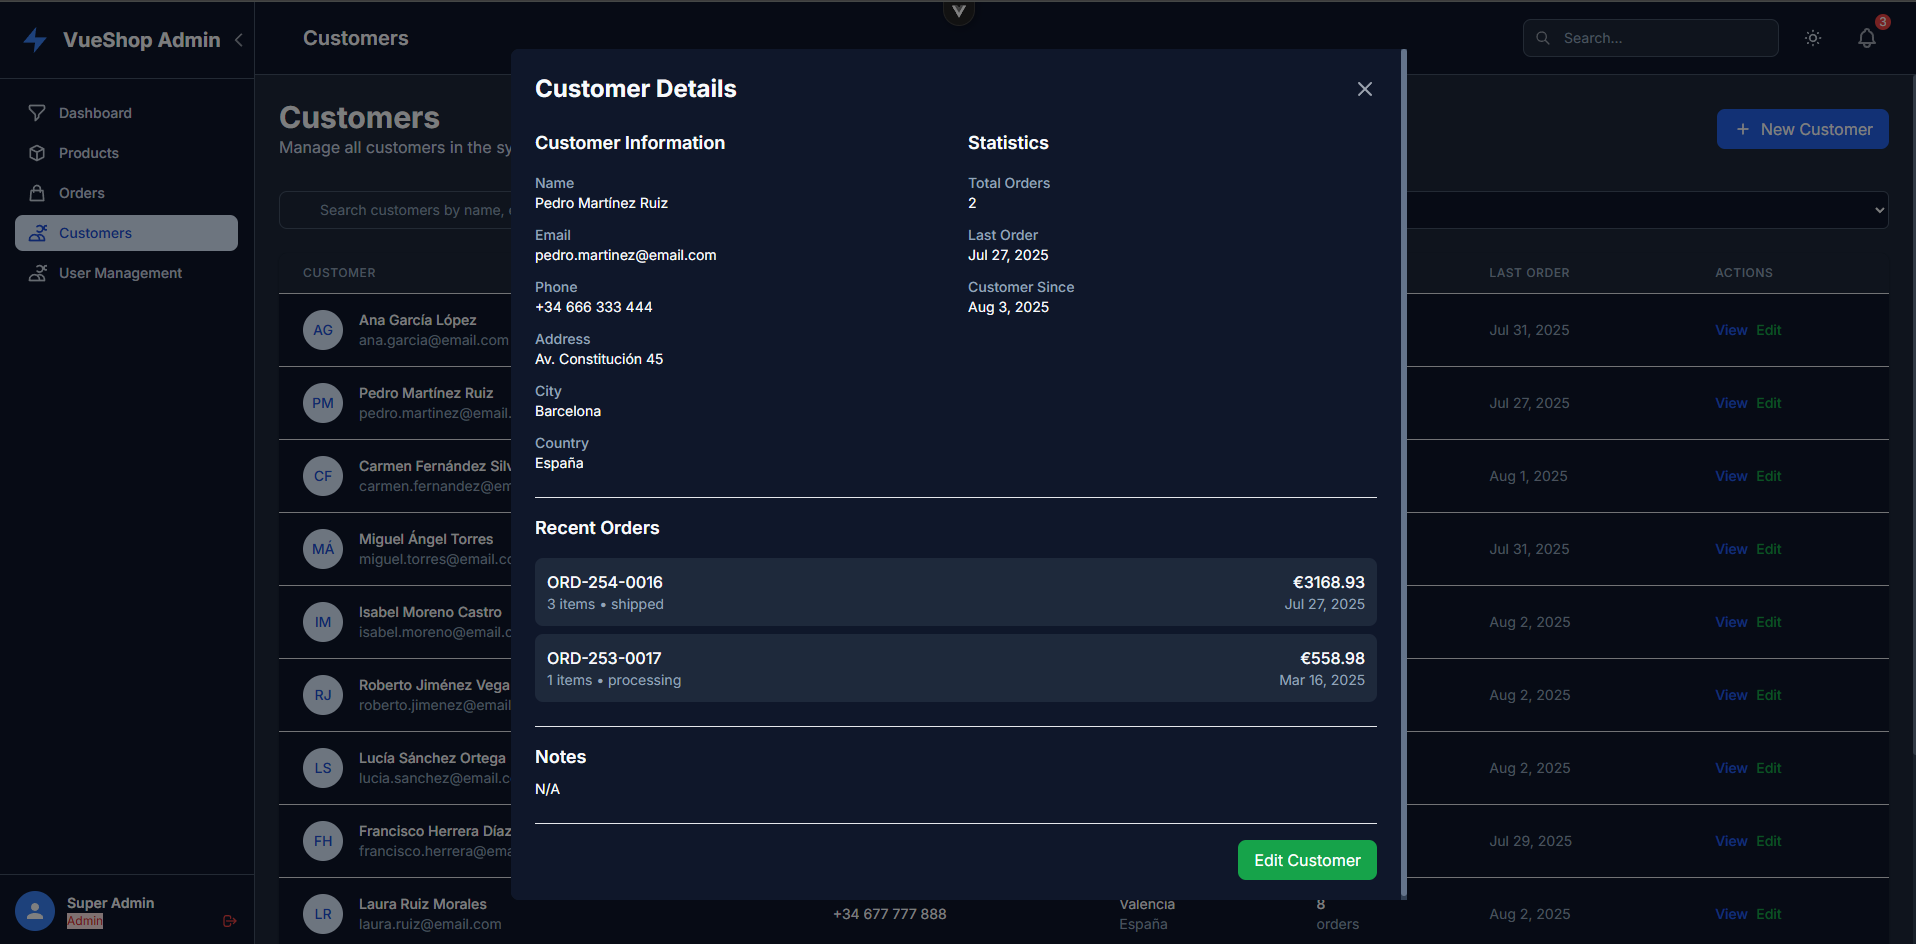 VueShop Admin
Customers
Search...
3
Dashboard
Products
Orders
Customers
User Management
Super Admin
Admin
Customers
Manage all customers in the sy
New Customer
Search customers by name,
CUSTOMER
LAST ORDER
ACTIONS
AG
Ana García López
ana.garcia@email.com
Jul 31, 2025
View Edit
PM
Pedro Martínez Ruiz
pedro.martinez@email.
Jul 27, 2025
View Edit
CF
Carmen Fernández Silv
carmen.fernandez@em
Aug 1, 2025
View Edit
MÁ
Miguel Ángel Torres
miguel.torres@email.co
Jul 31, 2025
View Edit
IM
Isabel Moreno Castro
isabel.moreno@email.c
Aug 2, 2025
View Edit
RJ
Roberto Jiménez Vega
roberto.jimenez@email
Aug 2, 2025
View Edit
LS
Lucía Sánchez Ortega
lucia.sanchez@email.c
Aug 2, 2025
View Edit
FH
Francisco Herrera Díaz
francisco.herrera@ema
Jul 29, 2025
View Edit
LR
Laura Ruiz Morales
laura.ruiz@email.com
+34 677 777 888
Valencia
España
8
orders
Aug 2, 2025
View Edit
Customer Details
Customer Information
Name
Pedro Martínez Ruiz
Email
pedro.martinez@email.com
Phone
+34 666 333 444
Address
Av. Constitución 45
City
Barcelona
Country
España
Statistics
Total Orders
2
Last Order
Jul 27, 2025
Customer Since
Aug 3, 2025
Recent Orders
ORD-254-0016
€3168.93
3 items • shipped
Jul 27, 2025
ORD-253-0017
€558.98
1 items • processing
Mar 16, 2025
Notes
N/A
Edit Customer